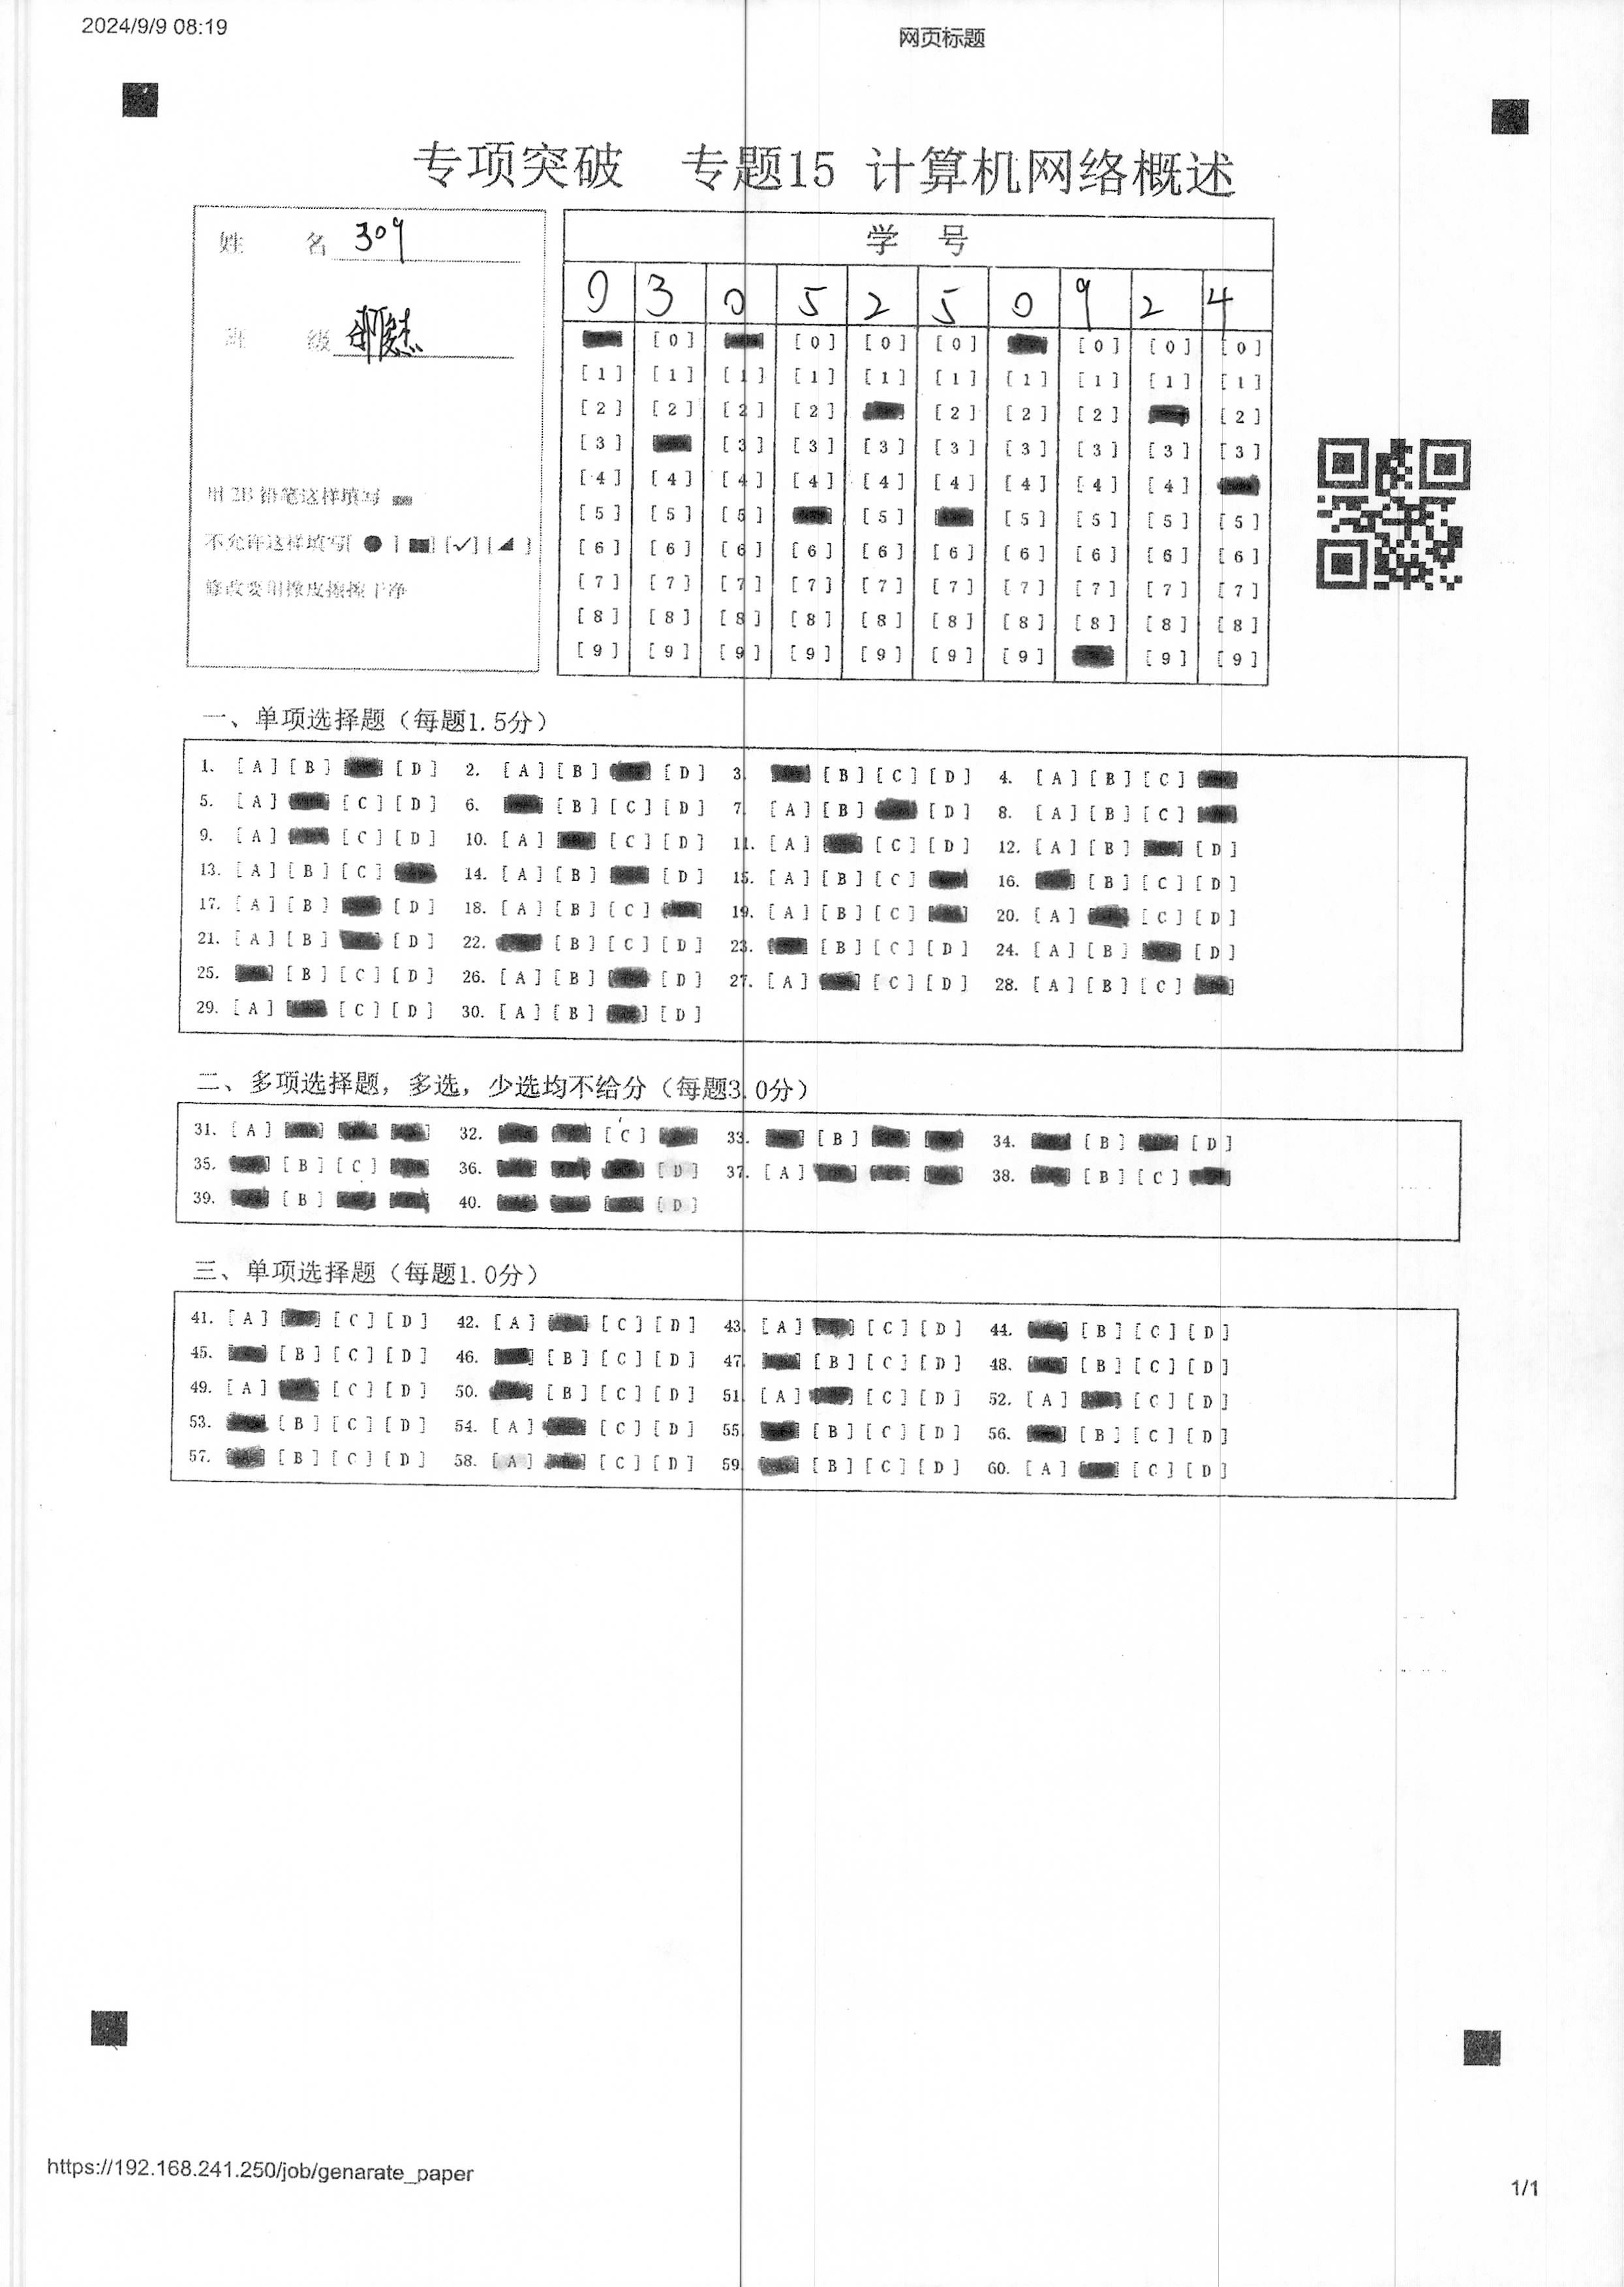 2024/9/9 08:19
网页标题
专项突破 专题15 计算机网络概述
姓 名 309
班 级
用 2B 铅笔这样填写
不允许这样填写[ ● ] [■] [✓] [◢ ]
修改要用橡皮擦擦干净
学 号
0 3 0 5 2 5 0 9 2 4
[0] [0] [0] [0] [0] [0] [0]
[1] [1] [1] [1] [1] [1] [1] [1] [1] [1]
[2] [2] [2] [2] [2] [2] [2] [2]
[3] [3] [3] [3] [3] [3] [3] [3] [3]
[4] [4] [4] [4] [4] [4] [4] [4] [4]
[5] [5] [5] [5] [5] [5] [5] [5]
[6] [6] [6] [6] [6] [6] [6] [6] [6] [6]
[7] [7] [7] [7] [7] [7] [7] [7] [7] [7]
[8] [8] [8] [8] [8] [8] [8] [8] [8] [8]
[9] [9] [9] [9] [9] [9] [9] [9] [9]
一、单项选择题（每题1.5分）
1. [A] [B] [D] 2. [A] [B] [D] 3. [B] [C] [D] 4. [A] [B] [C]
5. [A] [C] [D] 6. [B] [C] [D] 7. [A] [B] [D] 8. [A] [B] [C]
9. [A] [C] [D] 10. [A] [C] [D] 11. [A] [C] [D] 12. [A] [B] [D]
13. [A] [B] [C] 14. [A] [B] [D] 15. [A] [B] [C] 16. [B] [C] [D]
17. [A] [B] [D] 18. [A] [B] [C] 19. [A] [B] [C] 20. [A] [C] [D]
21. [A] [B] [D] 22. [B] [C] [D] 23. [B] [C] [D] 24. [A] [B] [D]
25. [B] [C] [D] 26. [A] [B] [D] 27. [A] [C] [D] 28. [A] [B] [C]
29. [A] [C] [D] 30. [A] [B] [D]
二、多项选择题，多选，少选均不给分（每题3.0分）
31. [A] 32. [C] 33. [B] 34. [B] [D]
35. [B] [C] 36. [D] 37. [A] 38. [B] [C]
39. [B] 40. [D]
三、单项选择题（每题1.0分）
41. [A] [C] [D] 42. [A] [C] [D] 43. [A] [C] [D] 44. [B] [C] [D]
45. [B] [C] [D] 46. [B] [C] [D] 47. [B] [C] [D] 48. [B] [C] [D]
49. [A] [C] [D] 50. [B] [C] [D] 51. [A] [C] [D] 52. [A] [C] [D]
53. [B] [C] [D] 54. [A] [C] [D] 55. [B] [C] [D] 56. [B] [C] [D]
57. [B] [C] [D] 58. [A] [C] [D] 59. [B] [C] [D] 60. [A] [C] [D]
https://192.168.241.250/job/genarate_paper
1/1